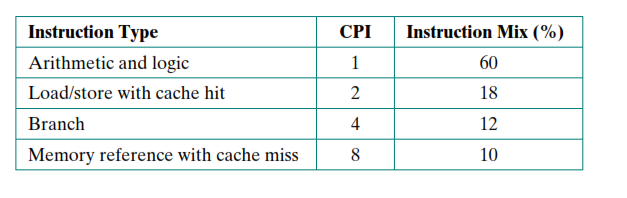 Instruction Type CPI Instruction Mix (%)
Arithmetic and logic 1 60
Load/store with cache hit 2 18
Branch 4 12
Memory reference with cache miss 8 10